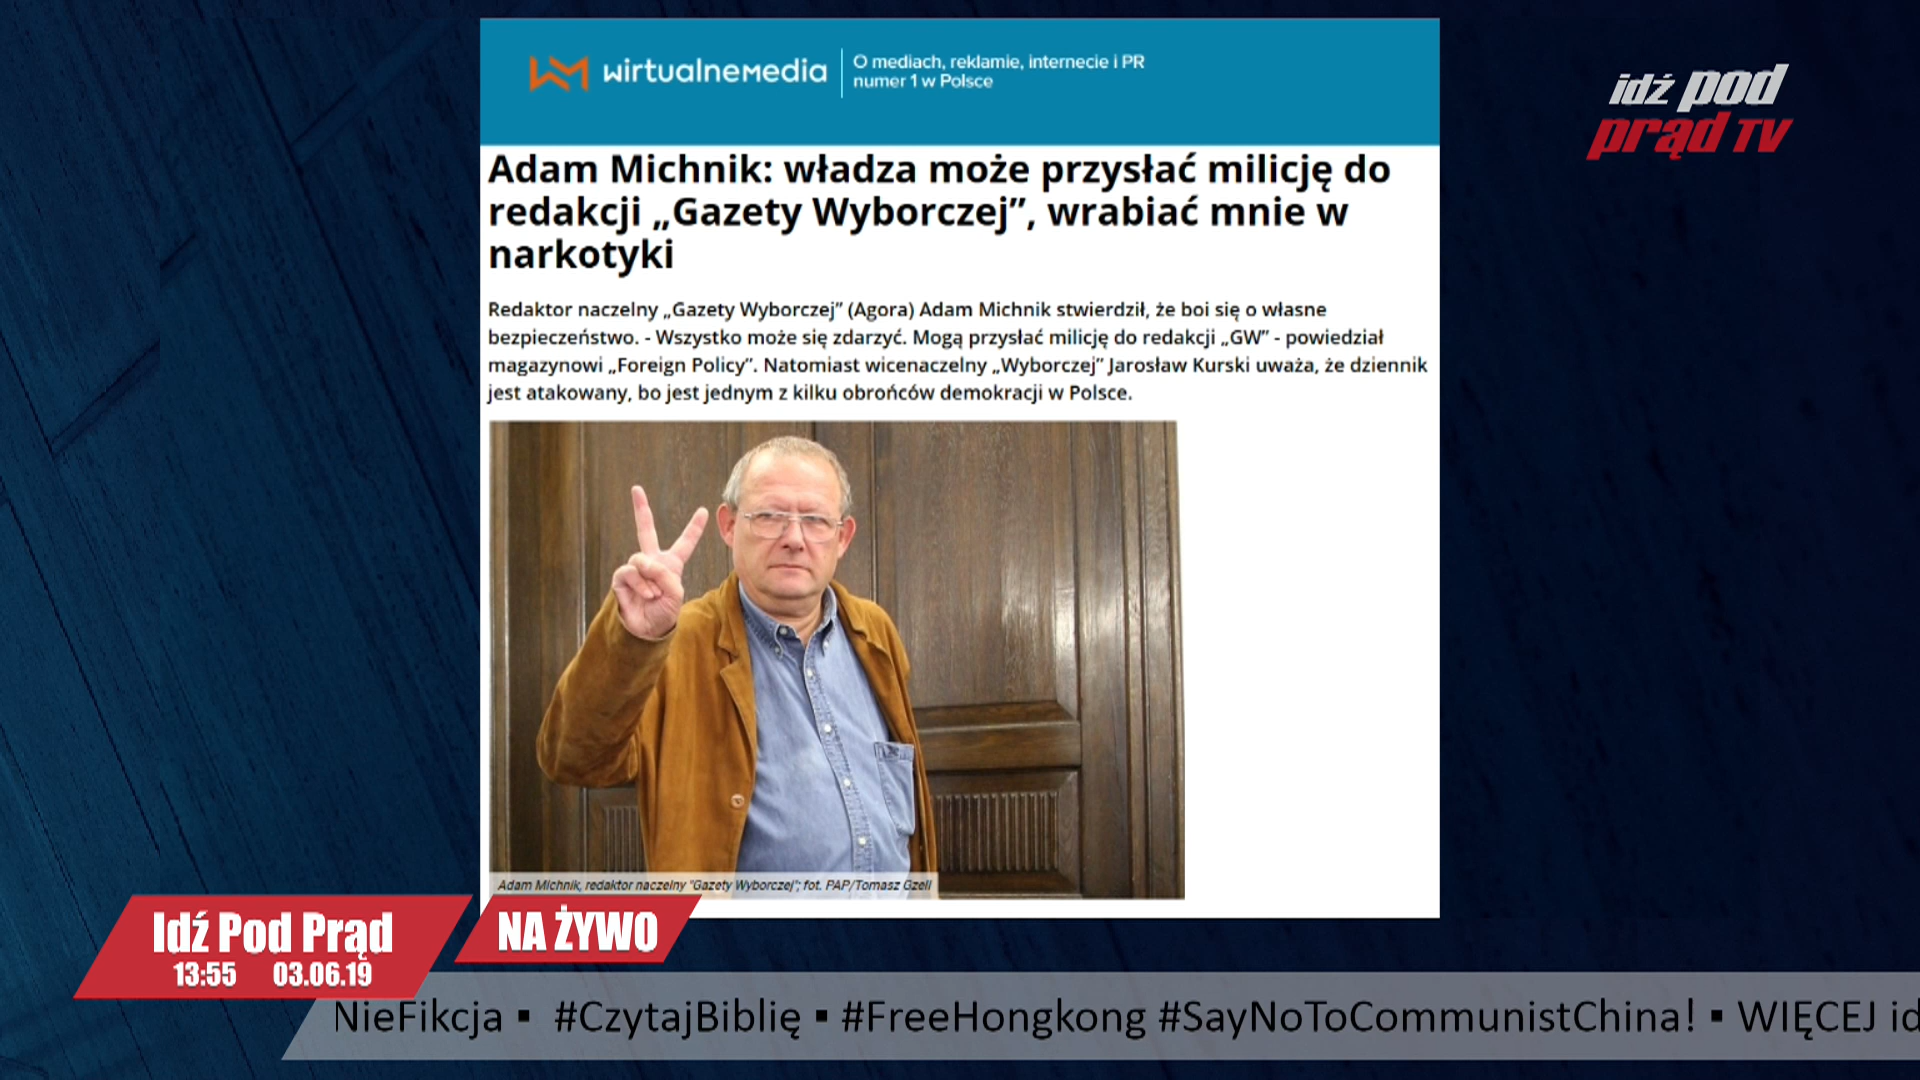 wirtualnemedia
O mediach, reklamie, internecie i PR
numer 1 w Polsce
idź pod
prąd TV
Adam Michnik: władza może przysłać milicję do
redakcji „Gazety Wyborczej”, wrabiać mnie w
narkotyki
Redaktor naczelny „Gazety Wyborczej” (Agora) Adam Michnik stwierdził, że boi się o własne
bezpieczeństwo. - Wszystko może się zdarzyć. Mogą przysłać milicję do redakcji „GW” - powiedział
magazynowi „Foreign Policy”. Natomiast wicenaczelny „Wyborczej” Jarosław Kurski uważa, że dziennik
jest atakowany, bo jest jednym z kilku obrońców demokracji w Polsce.
Adam Michnik, redaktor naczelny "Gazety Wyborczej"; fot. PAP/Tomasz Gzell
Idź Pod Prąd
NA ŻYWO
13:55 03.06.19
NieFikcja ▪ #CzytajBiblię ▪ #FreeHongkong #SayNoToCommunistChina! ▪ WIĘCEJ id